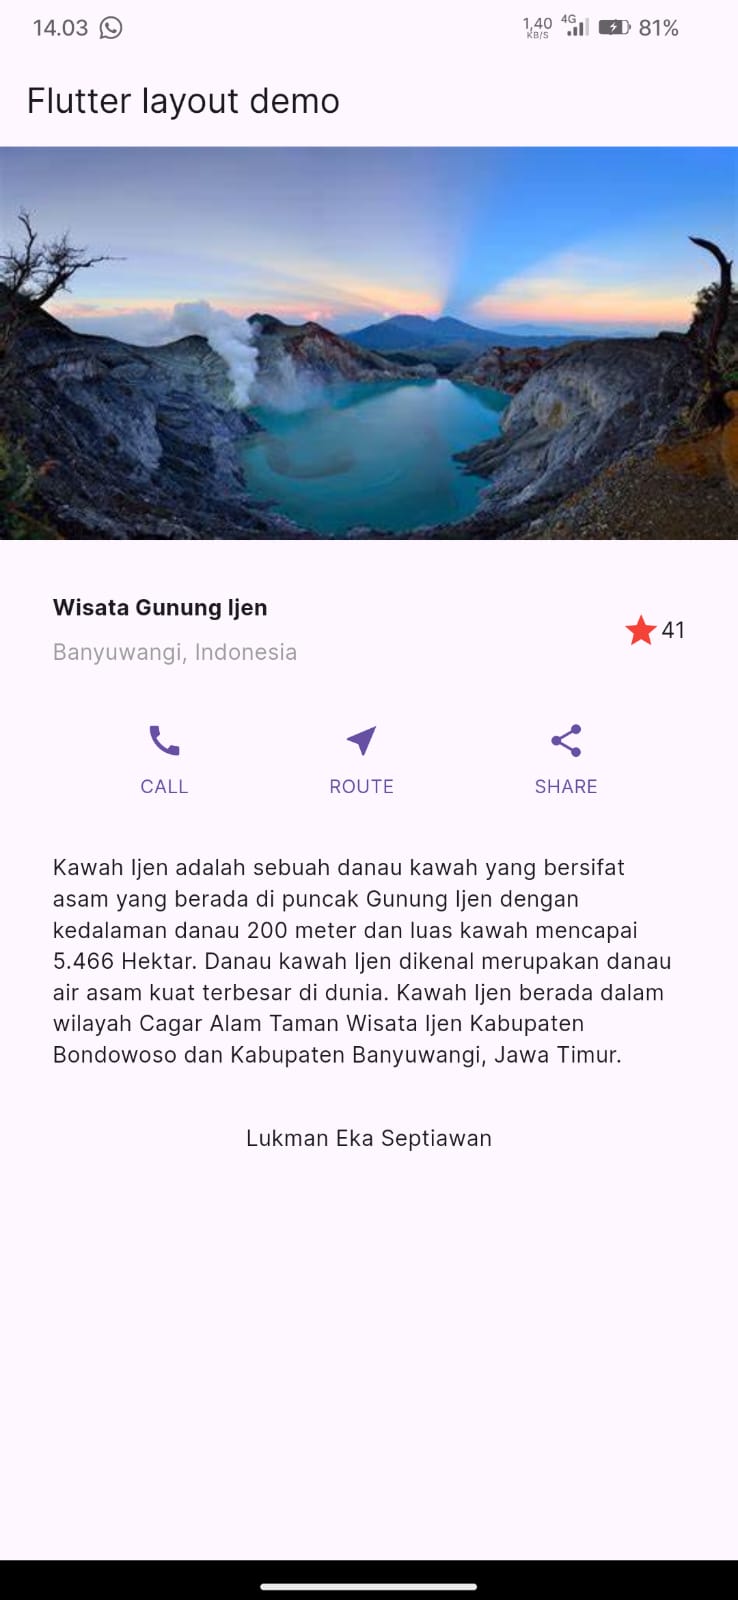 14.03
1,40 4G 81%
KB/S
Flutter layout demo
Wisata Gunung Ijen
41
Banyuwangi, Indonesia
CALL ROUTE SHARE
Kawah Ijen adalah sebuah danau kawah yang bersifat
asam yang berada di puncak Gunung Ijen dengan
kedalaman danau 200 meter dan luas kawah mencapai
5.466 Hektar. Danau kawah Ijen dikenal merupakan danau
air asam kuat terbesar di dunia. Kawah Ijen berada dalam
wilayah Cagar Alam Taman Wisata Ijen Kabupaten
Bondowoso dan Kabupaten Banyuwangi, Jawa Timur.
Lukman Eka Septiawan